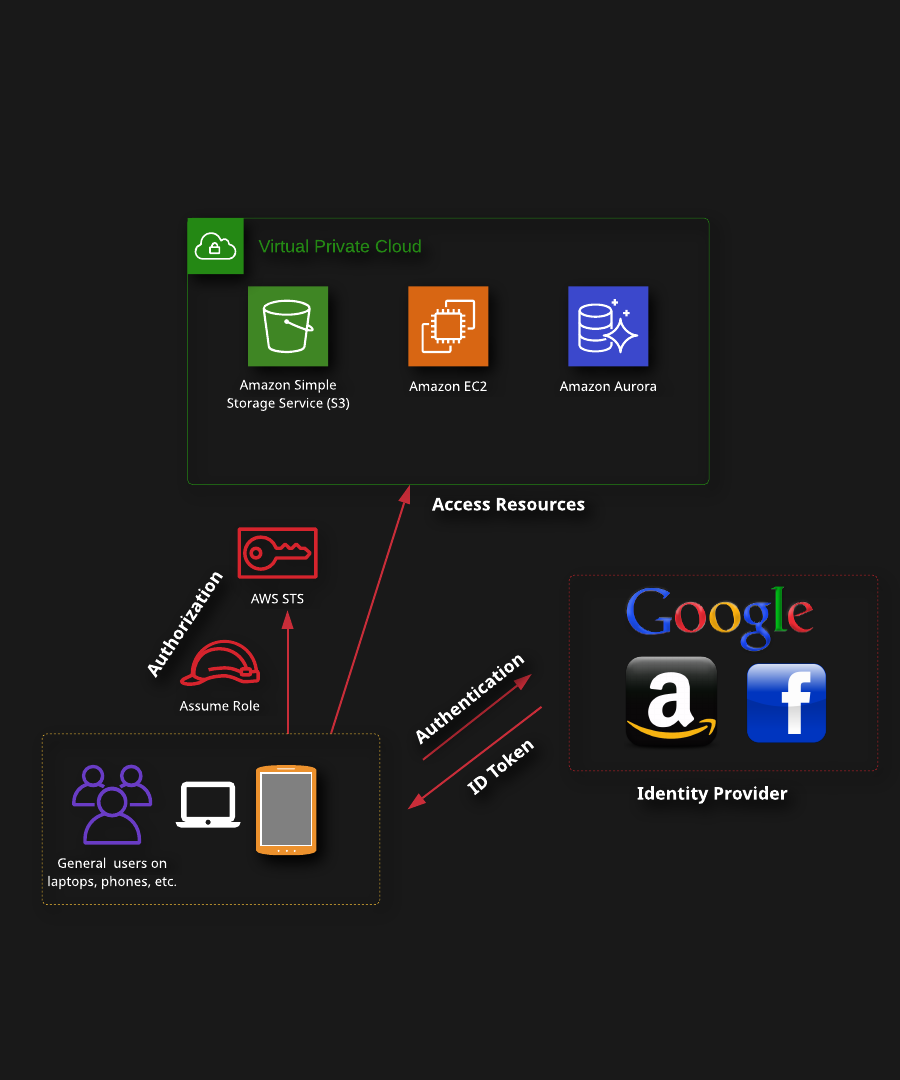 Virtual Private Cloud
Amazon Simple
Storage Service (S3)
Amazon EC2
Amazon Aurora
Access Resources
AWS STS
Authorization
Assume Role
Google
a
f
Authentication
ID Token
Identity Provider
General  users on
laptops, phones, etc.